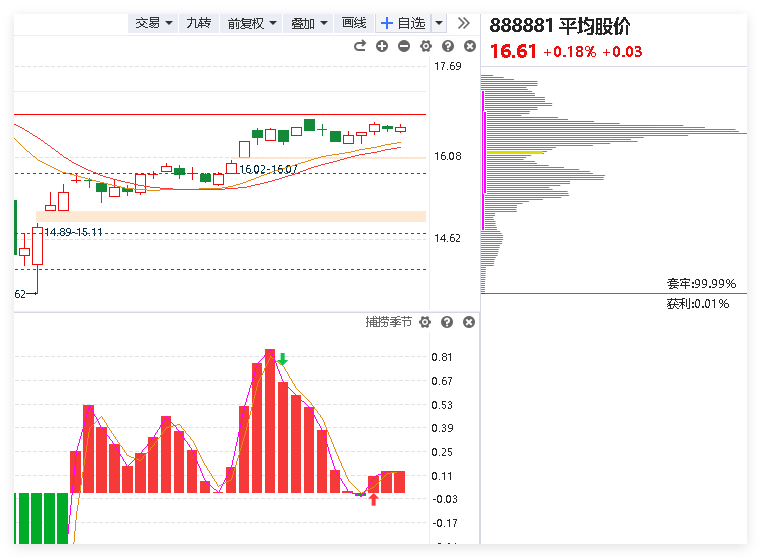 交易 九转 前复权 叠加 画线 + 自选
888881 平均股价
16.61 +0.18% +0.03
17.69
16.08
16.02-16.07
14.62
14.89-15.11
62
套牢:99.99%
获利:0.01%
捕捞季节
0.81
0.67
0.53
0.39
0.25
0.11
-0.03
-0.17